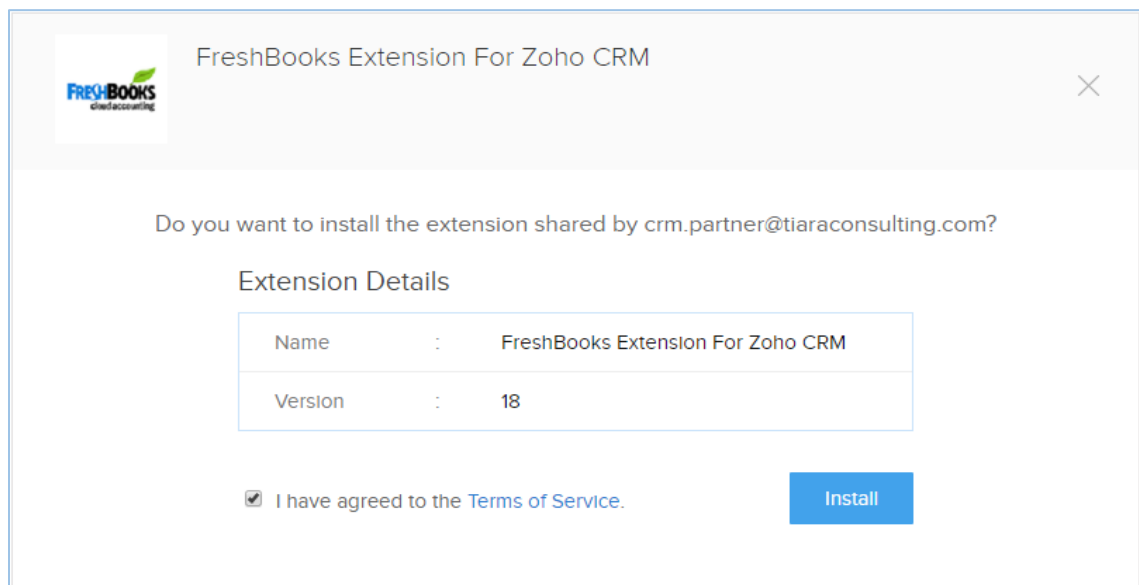 FreshBooks Extension For Zoho CRM
FRESHBOOKS
cloud accounting
Do you want to install the extension shared by crm.partner@tiaraconsulting.com?
Extension Details
Name : FreshBooks Extension For Zoho CRM
Version : 18
I have agreed to the Terms of Service.
Install